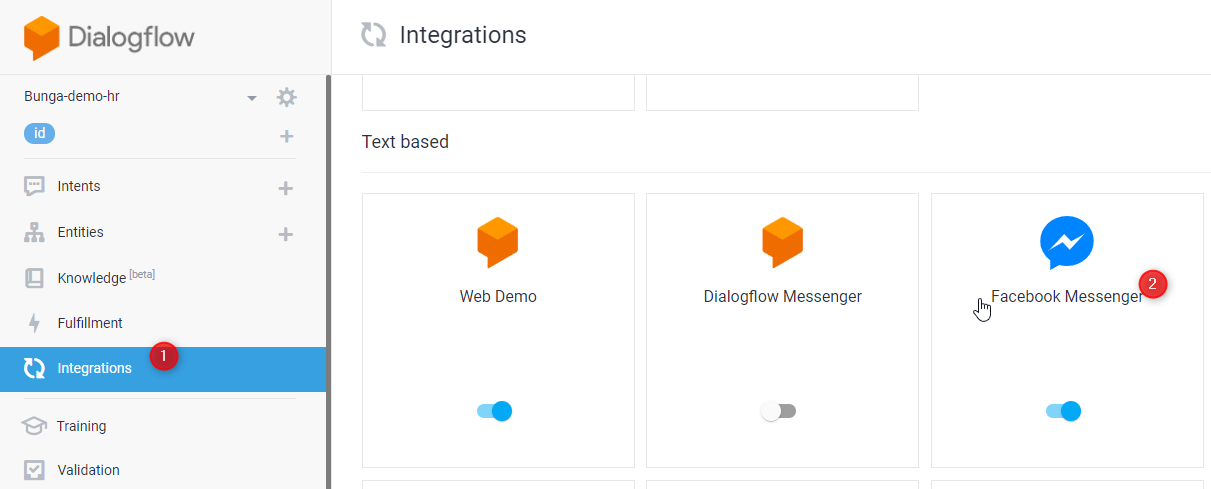 Dialogflow
Integrations
Bunga-demo-hr
id
Intents
Entities
Knowledge [beta]
Fulfillment
Integrations 1
Training
Validation
Text based
Web Demo
Dialogflow Messenger
Facebook Messenger 2